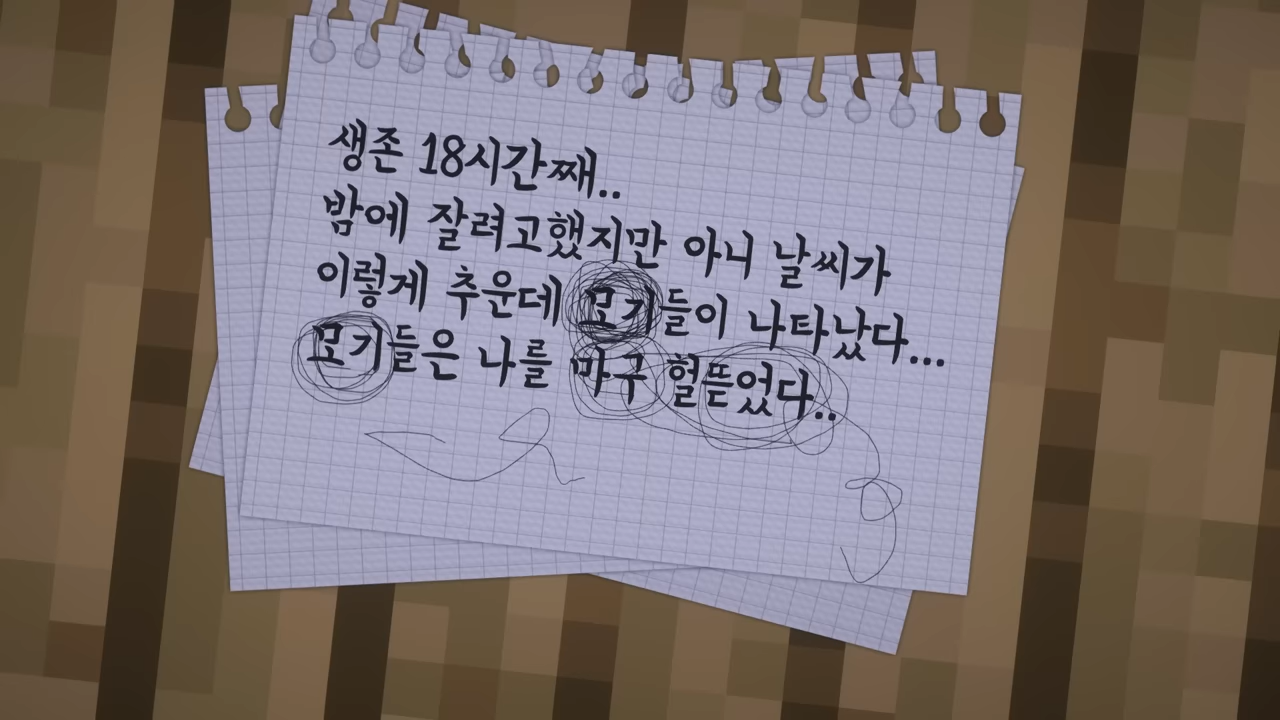 생존 18시간째..
밤에 잘려고했지만 아니 날씨가
이렇게 추운데 모기들이 나타났다...
모기들은 나를 마구 헐뜯었다..